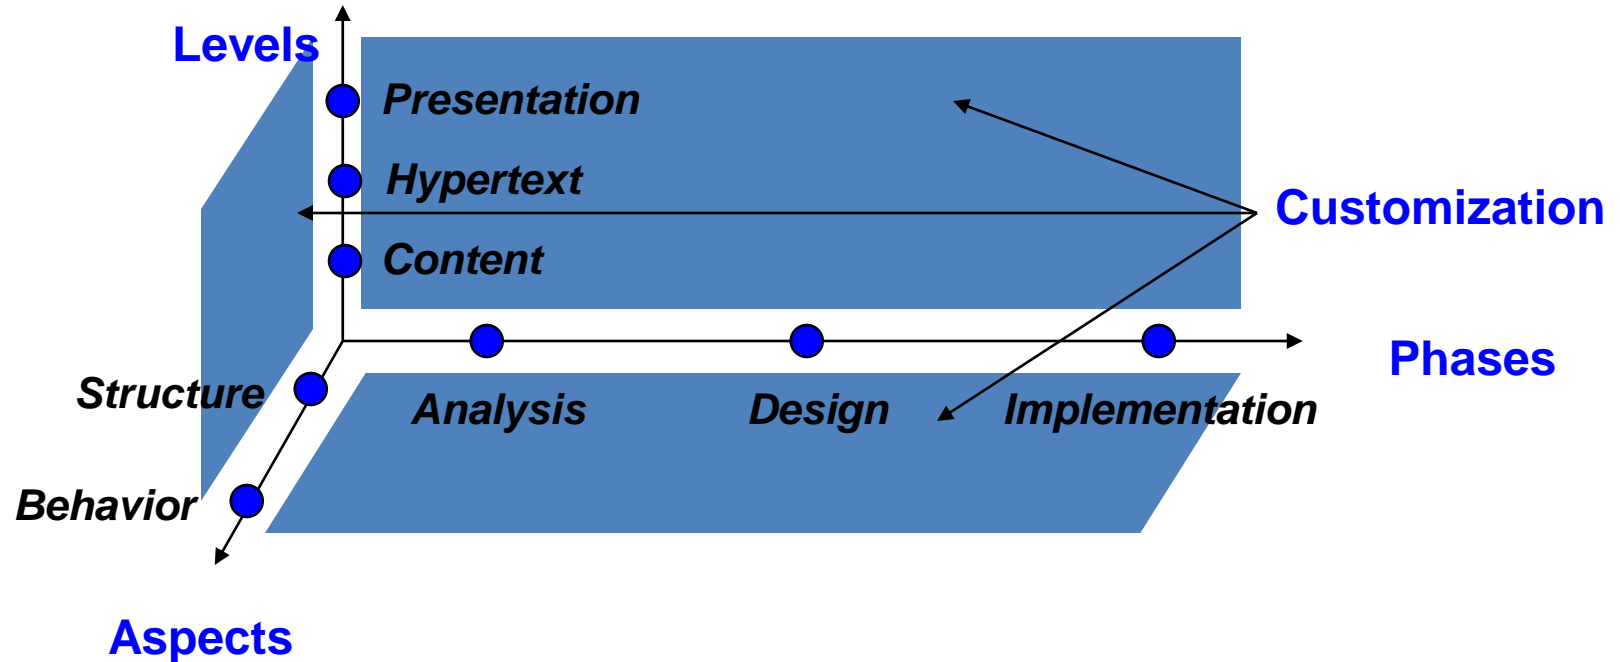 Levels
Presentation
Hypertext
Customization
Content
Phases
Structure
Analysis
Design
Implementation
Behavior
Aspects